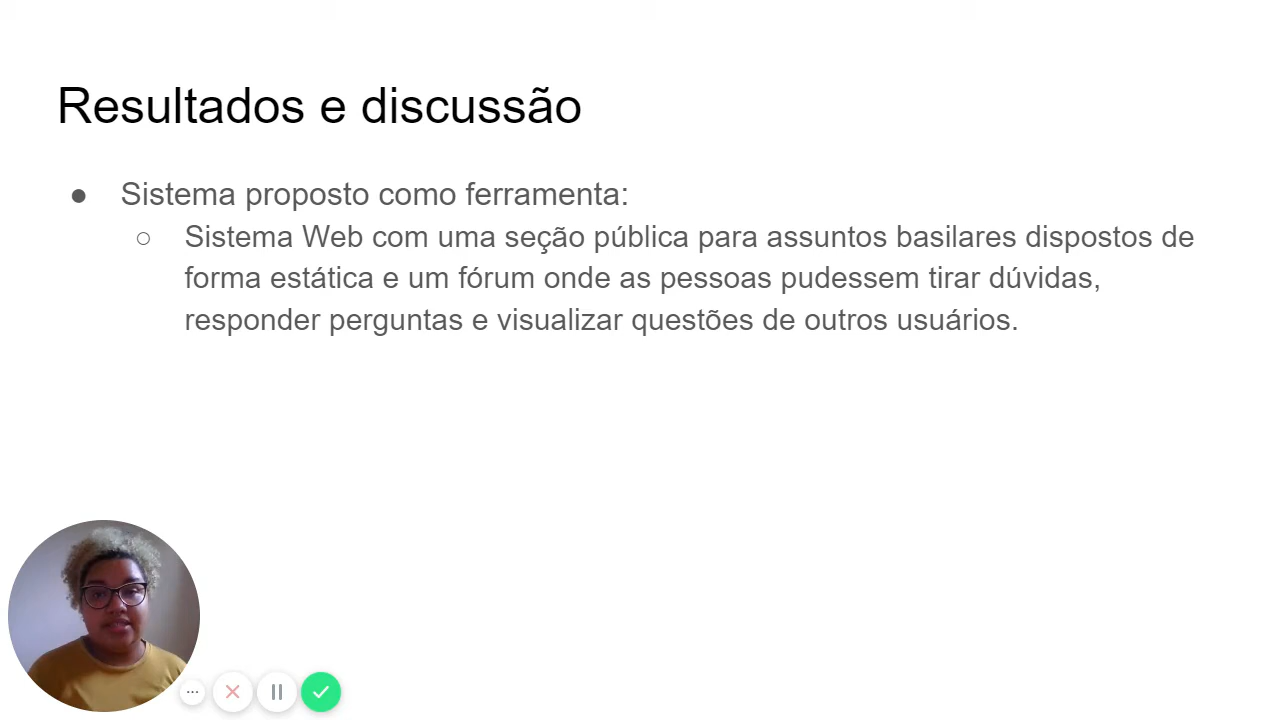 Resultados e discussão
● Sistema proposto como ferramenta:
○ Sistema Web com uma seção pública para assuntos basilares dispostos de
forma estática e um fórum onde as pessoas pudessem tirar dúvidas,
responder perguntas e visualizar questões de outros usuários.